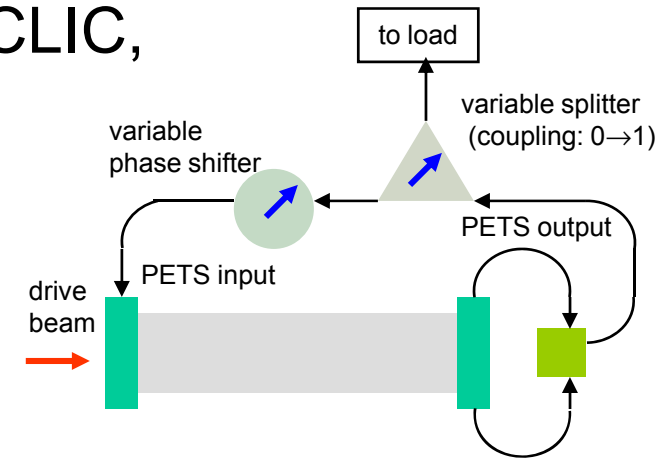 CLIC,
to load
variable splitter
(coupling: 0→1)
variable
phase shifter
PETS output
PETS input
drive
beam